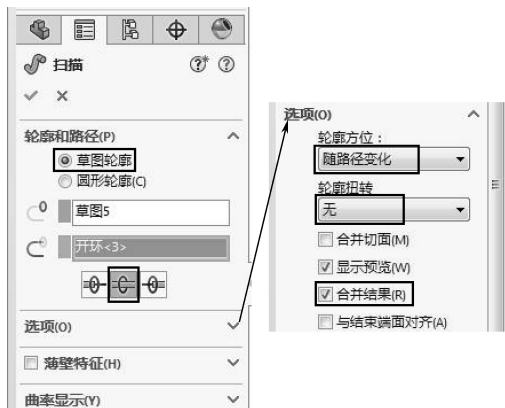 扫描
轮廓和路径(P)
草图轮廓
圆形轮廓(C)
草图5
开环<3>
选项(O)
薄壁特征(H)
曲率显示(Y)
选项(O)
轮廓方位：
随路径变化
轮廓扭转
无
合并切面(M)
显示预览(W)
合并结果(R)
与结束端面对齐(A)